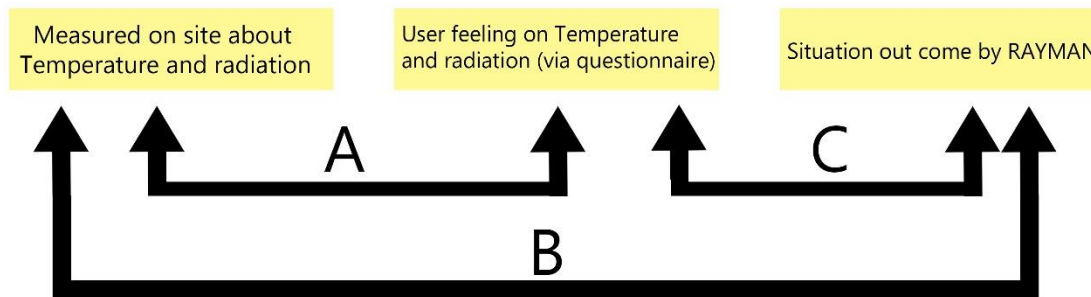 Measured on site about
Temperature and radiation
User feeling on Temperature
and radiation (via questionnaire)
Situation out come by RAYMAN
A
C
B